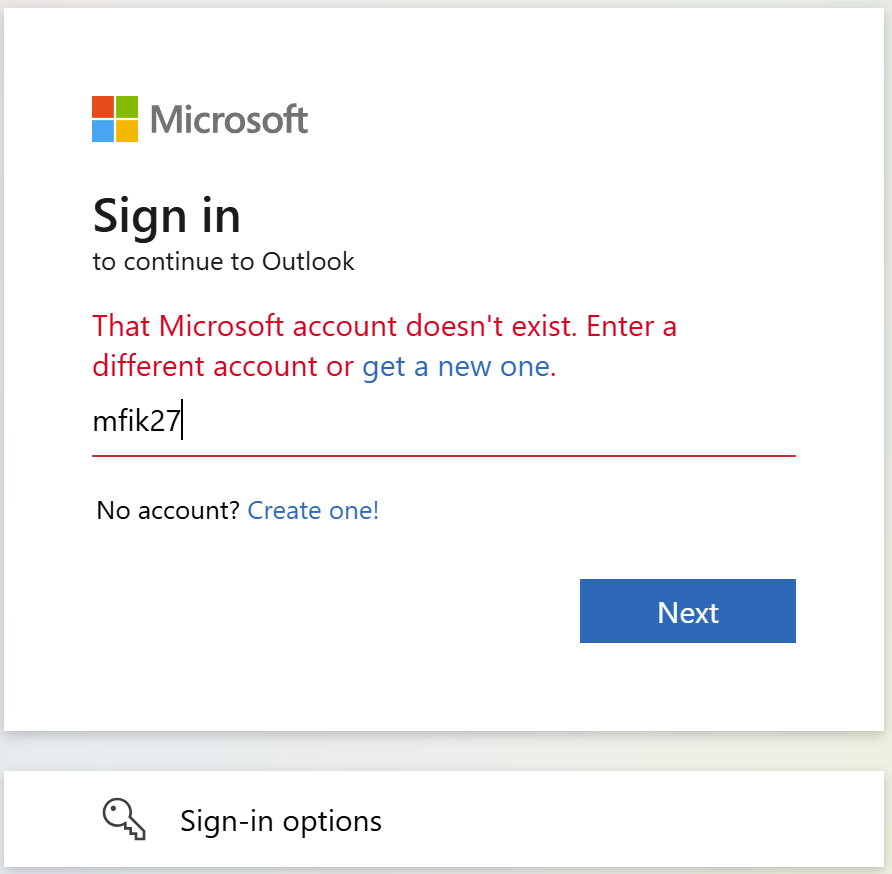 Microsoft
Sign in
to continue to Outlook
That Microsoft account doesn't exist. Enter a
different account or get a new one.
mfik27
No account? Create one!
Next
Sign-in options